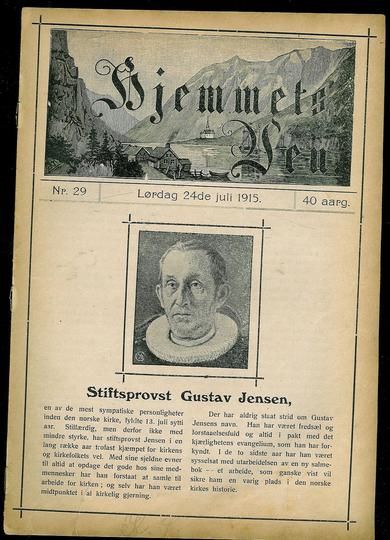 Hjemmets
Ven
Nr. 29
Lørdag 24de juli 1915.
40 aarg.
Stiftsprovst Gustav Jensen,
en av de mest sympatiske personligheter
inden den norske kirke, fyldte 13. juli sytti
aar. Stilfærdig, men derfor ikke med
mindre styrke, har stiftsprovst Jensen i en
lang række aar trofast kjæmpet for kirkens
og kirkefolkets vel. Med sine sjeldne evner
til altid at opdage det gode hos sine med-
mennesker har han forstaat at samle til
arbeide for kirken; og selv har han været
midtpunktet i al kirkelig gjerning.
Der har aldrig staat strid om Gustav
Jensens navn. Han har været fredsæl og
forstaaelsesfuld og altid i pakt med det
kjærlighetens evangelium, som han har for-
kyndt. I de to sidste aar har han været
sysselsat med utarbeidelsen av en ny salme-
bok — et arbeide, som ganske vist vil
sikre ham en varig plads i den norske
kirkes historie.